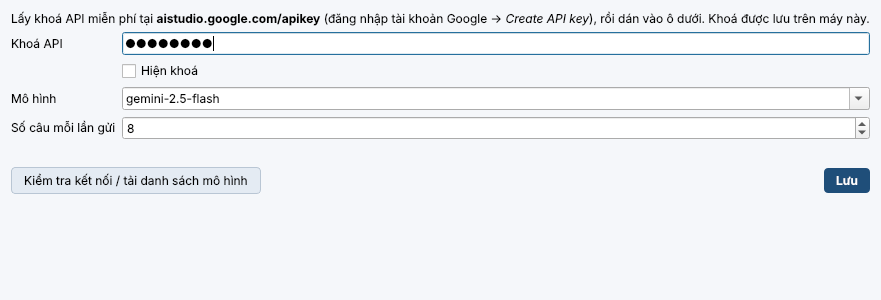 Lấy khoá API miễn phí tại aistudio.google.com/apikey (đăng nhập tài khoản Google → Create API key), rồi dán vào ô dưới. Khoá được lưu trên máy này.
Khoá API ●●●●●●●●
Hiện khoá
Mô hình gemini-2.5-flash
Số câu mỗi lần gửi 8
Kiểm tra kết nối / tải danh sách mô hình Lưu